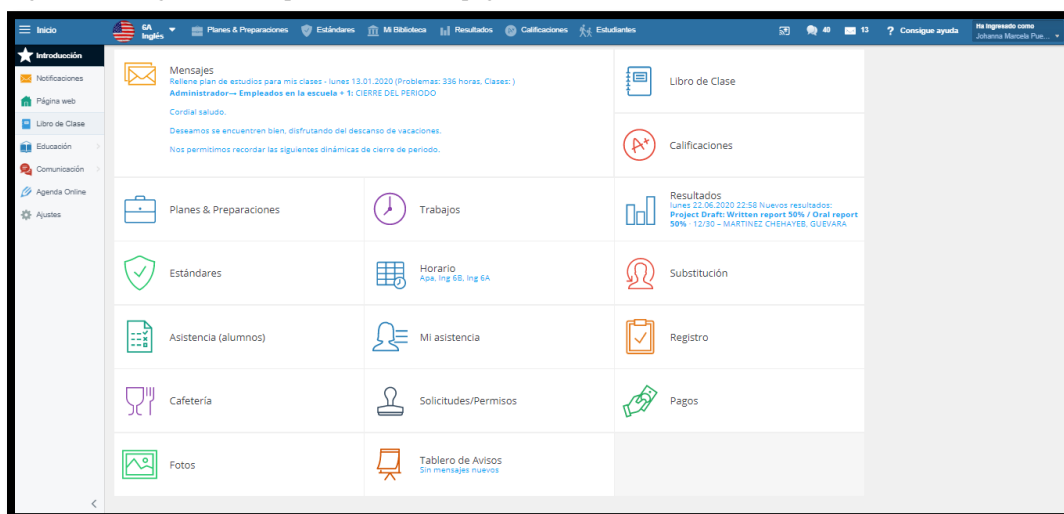 Inicio
6A
Inglés
Planes & Preparaciones
Estándares
Mi Biblioteca
Resultados
Calificaciones
Estudiantes
40
13
? Consigue ayuda
Ha ingresado como
Johanna Marcela Pue...
Introducción
Notificaciones
Página web
Libro de Clase
Educación
Comunicación
Agenda Online
Ajustes
Mensajes
Rellene plan de estudios para mis clases - lunes 13.01.2020 (Problemas: 336 horas, Clases: )
Administrador→ Empleados en la escuela + 1: CIERRE DEL PERIODO
Cordial saludo.
Deseamos se encuentren bien, disfrutando del descanso de vacaciones.
Nos permitimos recordar las siguientes dinámicas de cierre de periodo.
Libro de Clase
A+
Calificaciones
Planes & Preparaciones
Trabajos
Resultados
lunes 22.06.2020 22:58 Nuevos resultados:
Project Draft: Written report 50% / Oral report
50% · 12/30 – MARTINEZ CHEHAYEB, GUEVARA
Estándares
Horario
Apa, Ing 6B, Ing 6A
Substitución
Asistencia (alumnos)
Mi asistencia
Registro
Cafetería
Solicitudes/Permisos
Pagos
Fotos
Tablero de Avisos
Sin mensajes nuevos